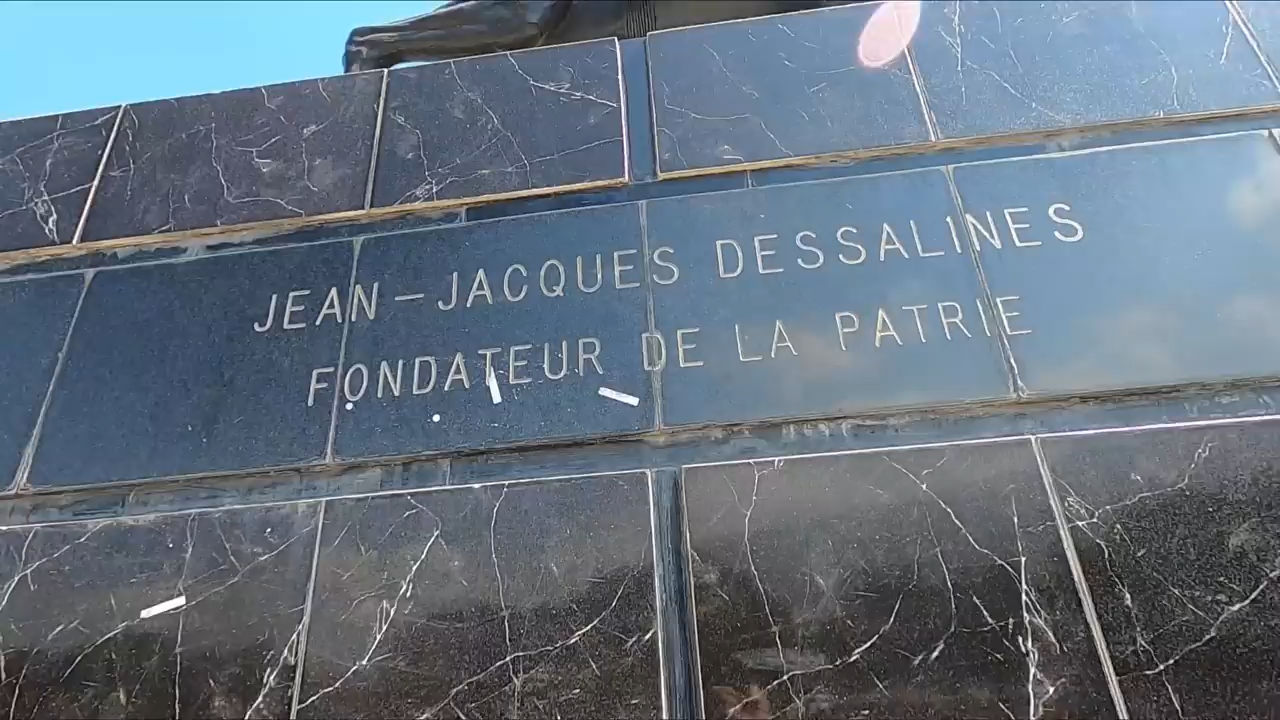 JEAN – JACQUES DESSALINES
FONDATEUR DE LA PATRIE